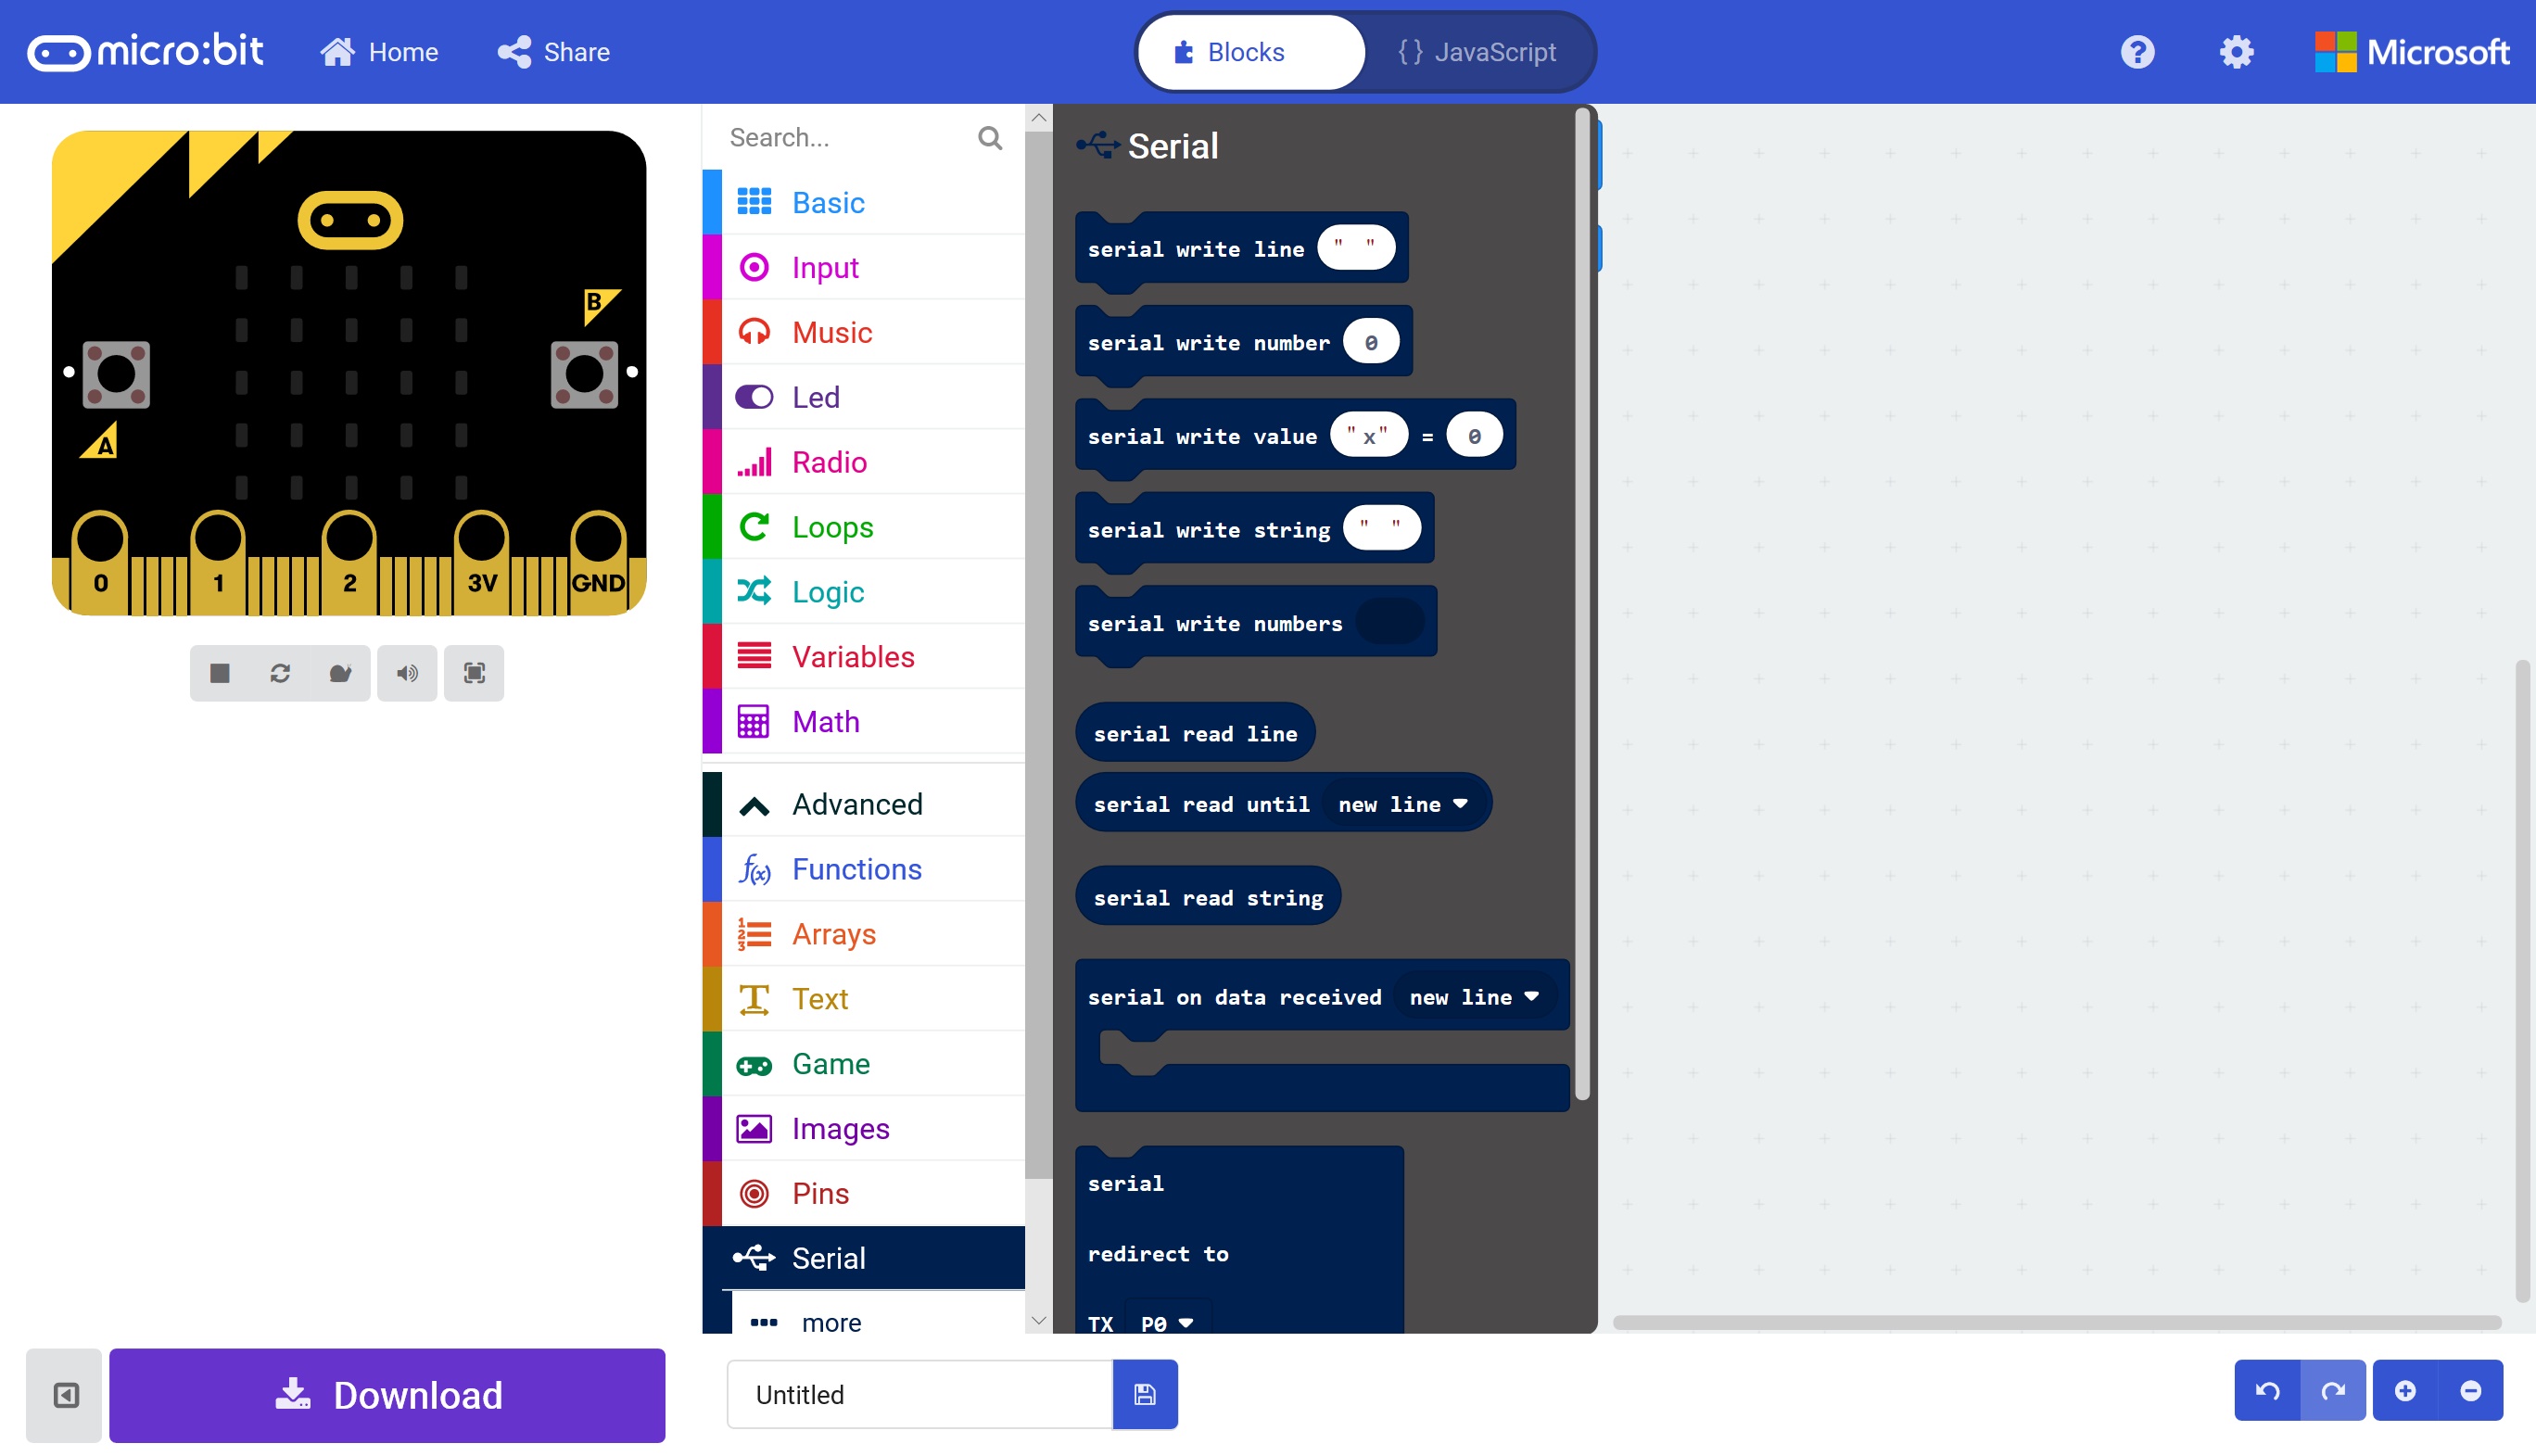 micro:bit
Home
Share
Blocks
{ } JavaScript
Microsoft
Search...
Basic
Input
Music
Led
Radio
Loops
Logic
Variables
Math
Advanced
Functions
Arrays
Text
Game
Images
Pins
Serial
more
Serial
serial write line " "
serial write number 0
serial write value "x" = 0
serial write string " "
serial write numbers
serial read line
serial read until new line
serial read string
serial on data received new line
serial
redirect to
TX P0
B
A
0 1 2 3V GND
Download
Untitled